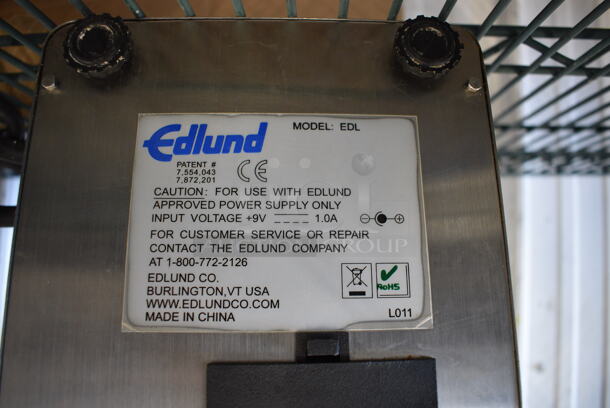 Edlund
MODEL: EDL
PATENT #
7,554,043
7,872,201
CE
CAUTION: FOR USE WITH EDLUND
APPROVED POWER SUPPLY ONLY
INPUT VOLTAGE +9V 1.0A
FOR CUSTOMER SERVICE OR REPAIR
CONTACT THE EDLUND COMPANY
AT 1-800-772-2126
EDLUND CO.
BURLINGTON,VT USA
WWW.EDLUNDCO.COM
MADE IN CHINA
RoHS
L011